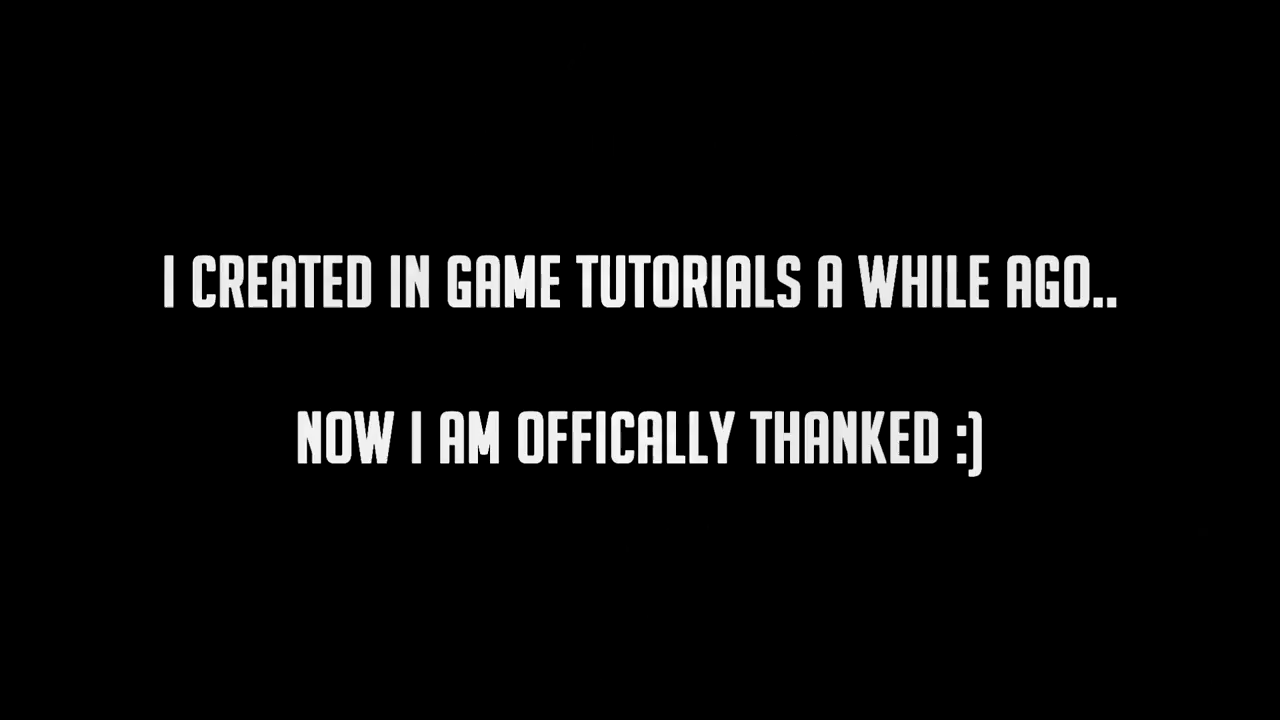 I CREATED IN GAME TUTORIALS A WHILE AGO..
NOW I AM OFFICALLY THANKED :)